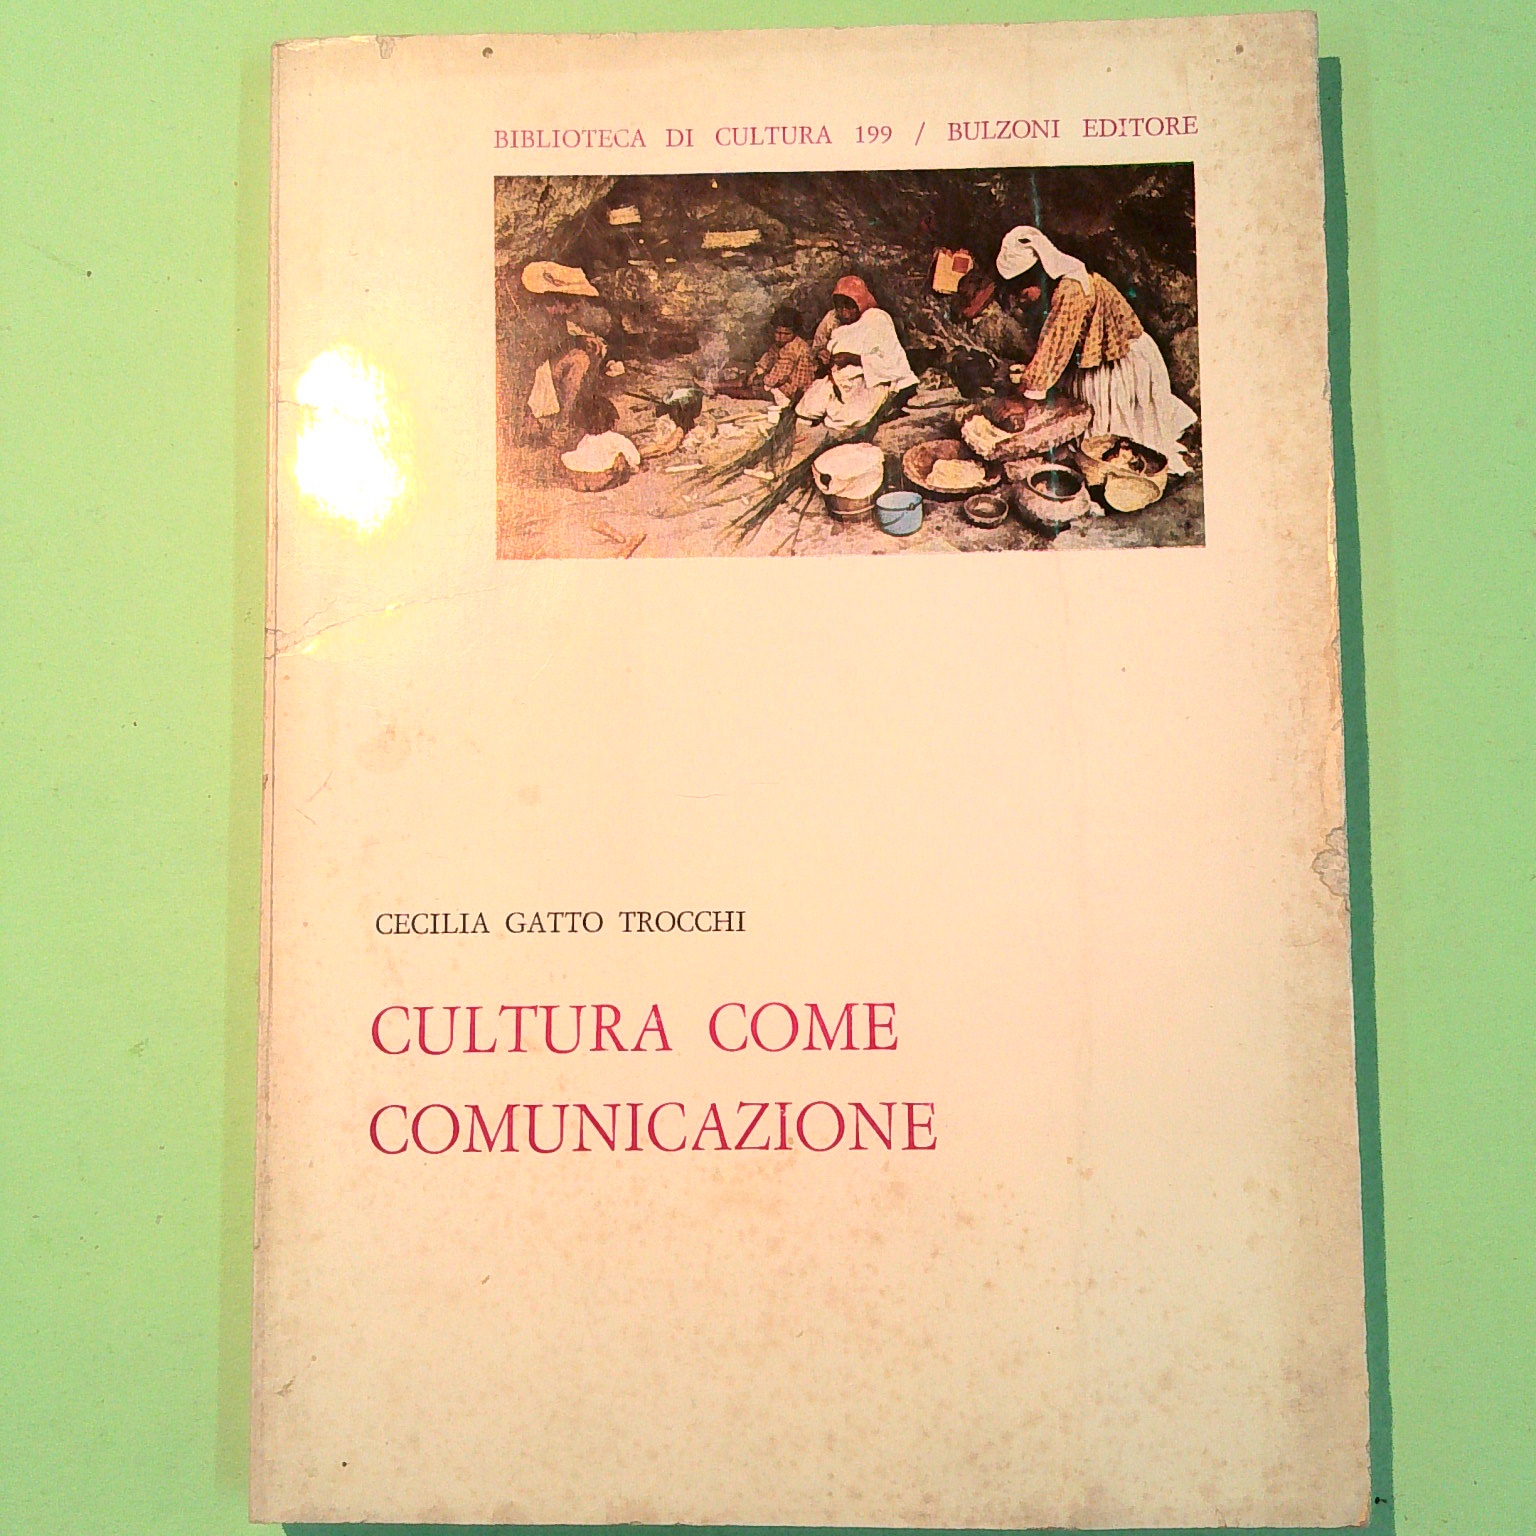 BIBLIOTECA DI CULTURA 199 / BULZONI EDITORE
CECILIA GATTO TROCCHI
CULTURA COME
COMUNICAZIONE